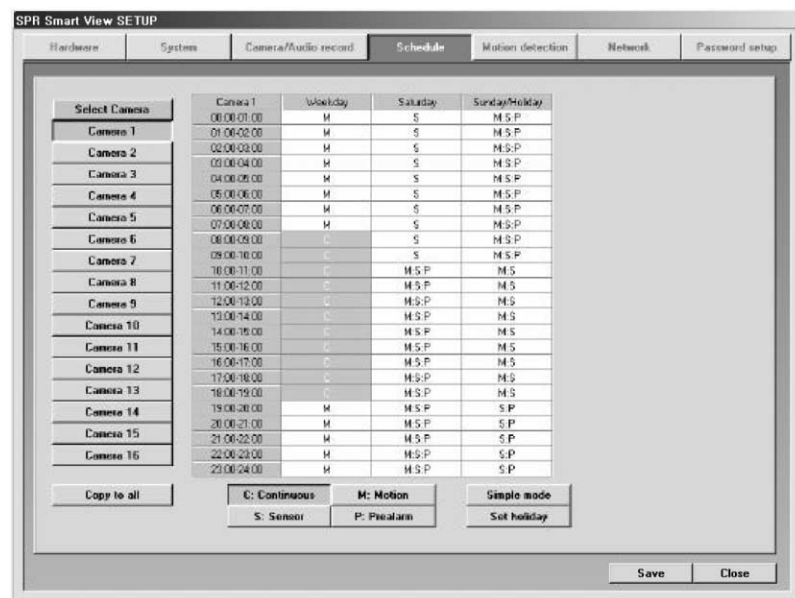 SPR Smart View SETUP
Hardware System Camera/Audio record Schedule Motion detection Network Password setup
Select Camera
Camera 1
Camera 2
Camera 3
Camera 4
Camera 5
Camera 6
Camera 7
Camera 8
Camera 9
Camera 10
Camera 11
Camera 12
Camera 13
Camera 14
Camera 15
Camera 16
Copy to all
Camera 1 Weekday Saturday Sunday/Holiday
00:00-01:00 M S M:S:P
01:00-02:00 M S M:S:P
02:00-03:00 M S M:S:P
03:00-04:00 M S M:S:P
04:00-05:00 M S M:S:P
05:00-06:00 M S M:S:P
06:00-07:00 M S M:S:P
07:00-08:00 M S M:S:P
08:00-09:00 C S M:S:P
09:00-10:00 C S M:S:P
10:00-11:00 C M:S:P M:S
11:00-12:00 C M:S:P M:S
12:00-13:00 C M:S:P M:S
13:00-14:00 C M:S:P M:S
14:00-15:00 C M:S:P M:S
15:00-16:00 C M:S:P M:S
16:00-17:00 C M:S:P M:S
17:00-18:00 C M:S:P M:S
18:00-19:00 C M:S:P M:S
19:00-20:00 M M:S:P S:P
20:00-21:00 M M:S:P S:P
21:00-22:00 M M:S:P S:P
22:00-23:00 M M:S:P S:P
23:00-24:00 M M:S:P S:P
C: Continuous M: Motion Simple mode
S: Sensor P: Prealarm Set holiday
Save Close